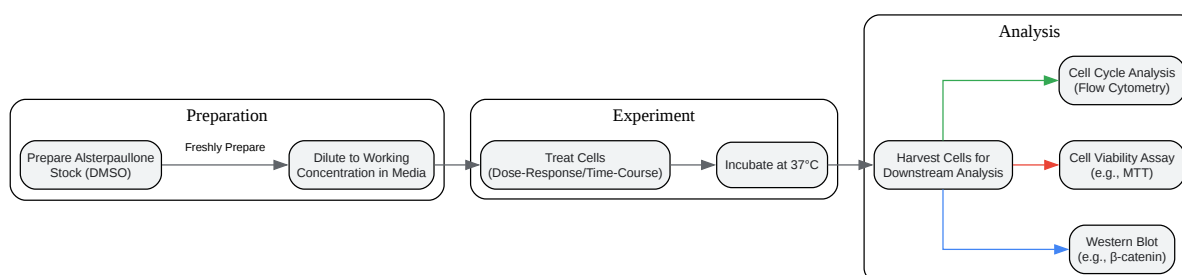 Preparation
Prepare Alsterpaullone
Stock (DMSO)
Freshly Prepare
Dilute to Working
Concentration in Media
Experiment
Treat Cells
(Dose-Response/Time-Course)
Incubate at 37°C
Analysis
Harvest Cells for
Downstream Analysis
Cell Cycle Analysis
(Flow Cytometry)
Cell Viability Assay
(e.g., MTT)
Western Blot
(e.g., β-catenin)